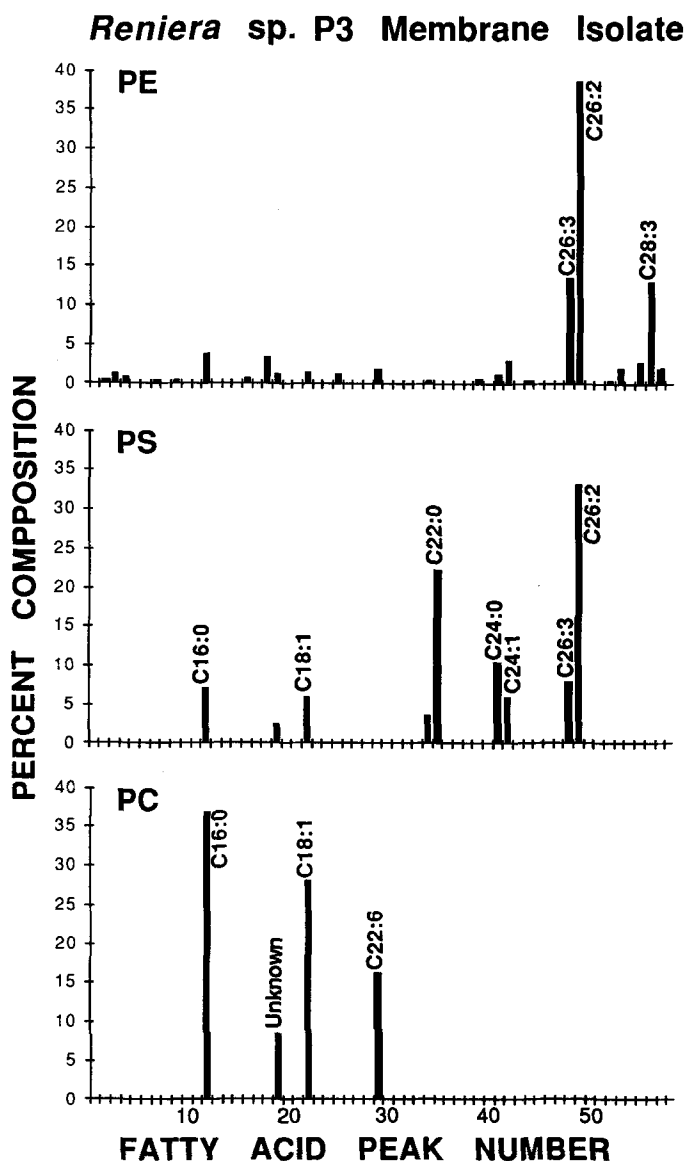 Reniera sp. P3 Membrane Isolate
PERCENT COMPPOSITION
PE
40
35
30
25
20
15
10
5
0
C26:3
C26:2
C28:3
PS
40
35
30
25
20
15
10
5
0
C16:0
C18:1
C22:0
C24:0
C24:1
C26:3
C26:2
PC
40
35
30
25
20
15
10
5
0
C16:0
Unknown
C18:1
C22:6
10 20 30 40 50
FATTY ACID PEAK NUMBER